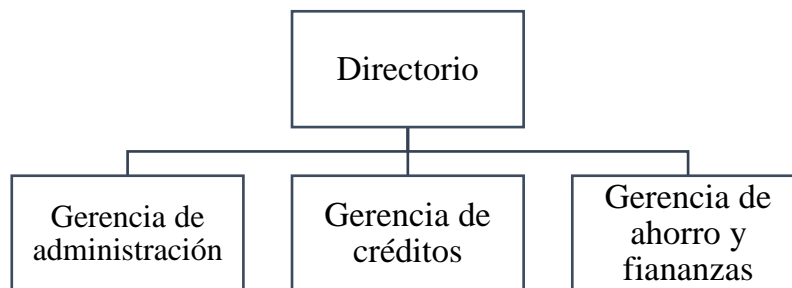 Directorio
Gerencia de
administración
Gerencia de
créditos
Gerencia de
ahorro y
fiananzas